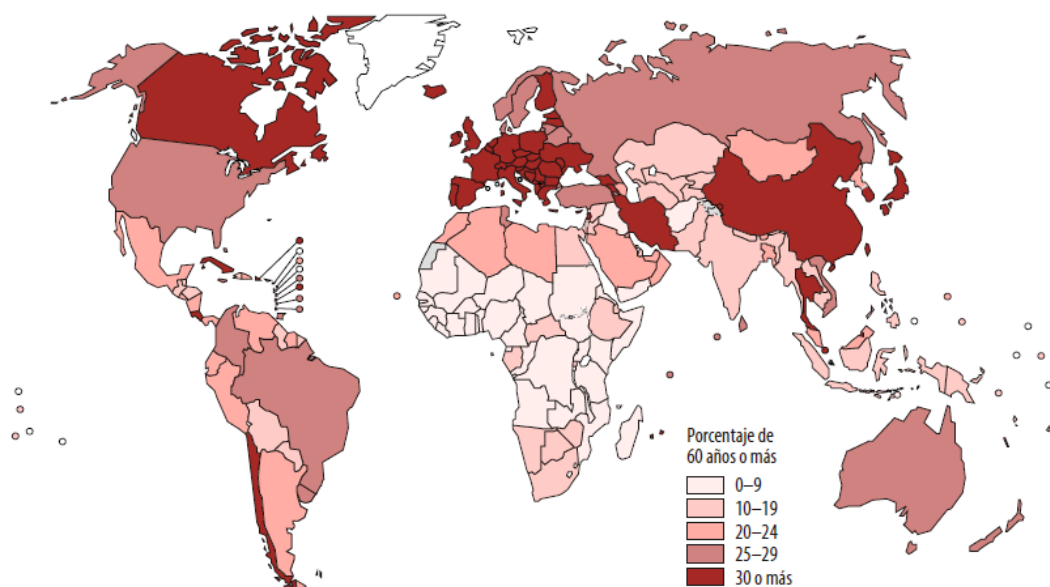 Porcentaje de
60 años o más
0–9
10–19
20–24
25–29
30 o más